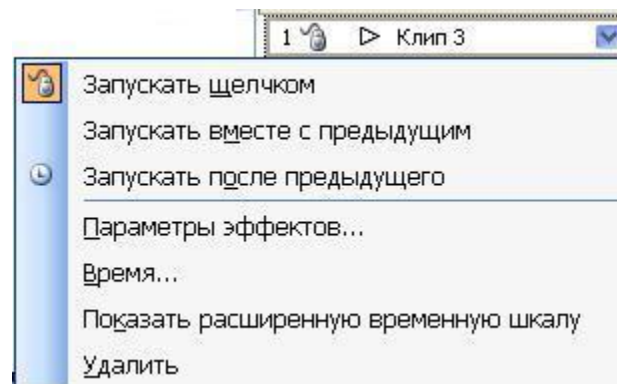 1 Клип 3
Запускать щелчком
Запускать вместе с предыдущим
Запускать после предыдущего
Параметры эффектов...
Время...
Показать расширенную временную шкалу
Удалить